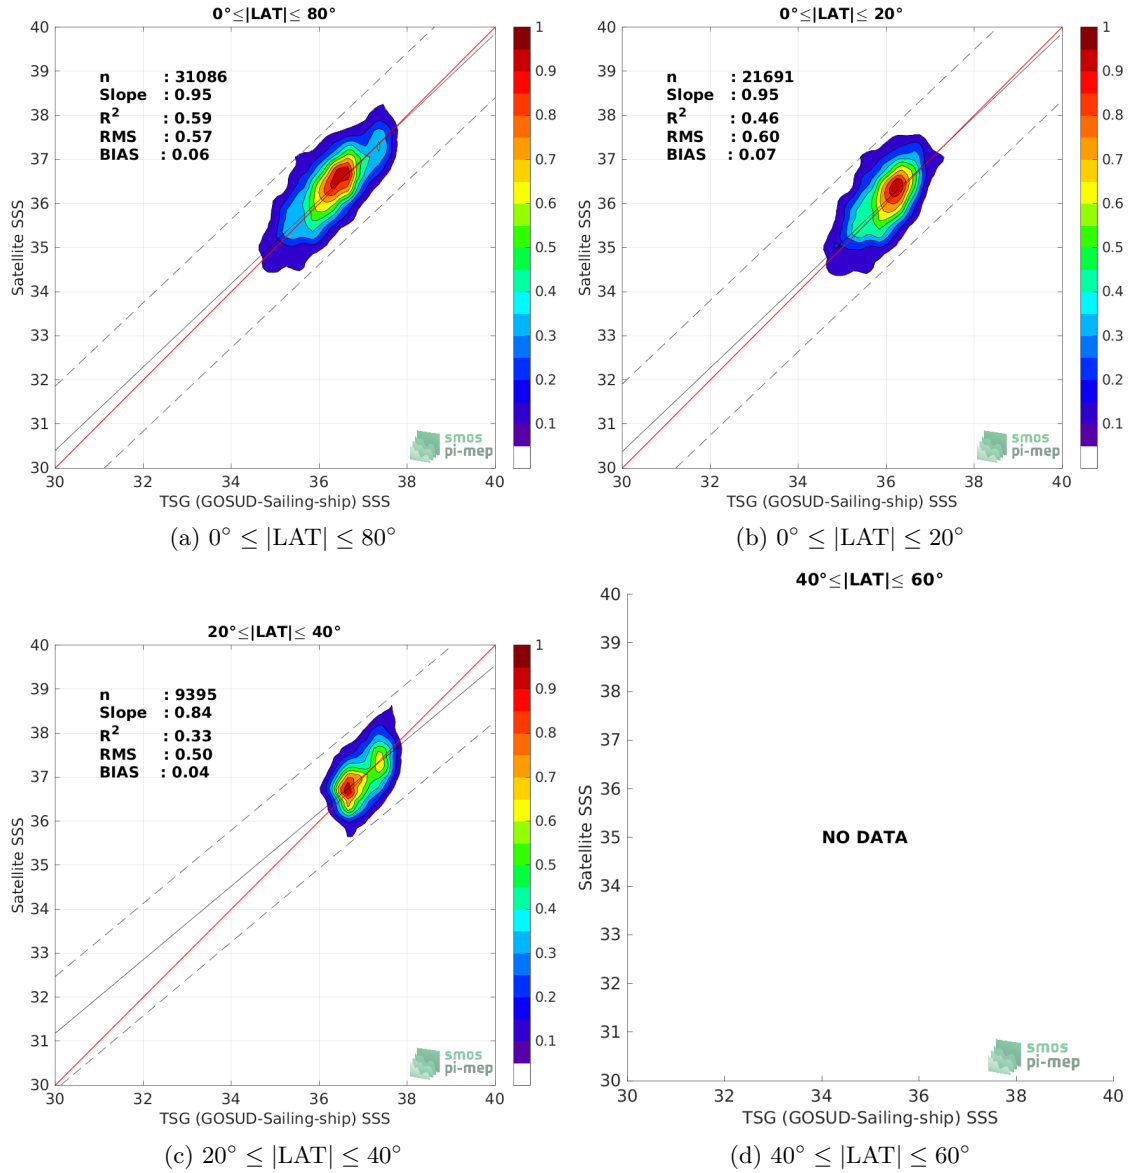 0°≤|LAT|≤ 80°
40
39
38
37
36
35
34
33
32
31
30
Satellite SSS
n : 31086
Slope : 0.95
R2 : 0.59
RMS : 0.57
BIAS : 0.06
1
0.9
0.8
0.7
0.6
0.5
0.4
0.3
0.2
0.1
smos
pi-mep
30 32 34 36 38 40
TSG (GOSUD-Sailing-ship) SSS
(a) 0° ≤ |LAT| ≤ 80°
0°≤|LAT|≤ 20°
40
39
38
37
36
35
34
33
32
31
30
Satellite SSS
n : 21691
Slope : 0.95
R2 : 0.46
RMS : 0.60
BIAS : 0.07
1
0.9
0.8
0.7
0.6
0.5
0.4
0.3
0.2
0.1
smos
pi-mep
30 32 34 36 38 40
TSG (GOSUD-Sailing-ship) SSS
(b) 0° ≤ |LAT| ≤ 20°
20°≤|LAT|≤ 40°
40
39
38
37
36
35
34
33
32
31
30
Satellite SSS
n : 9395
Slope : 0.84
R2 : 0.33
RMS : 0.50
BIAS : 0.04
1
0.9
0.8
0.7
0.6
0.5
0.4
0.3
0.2
0.1
smos
pi-mep
30 32 34 36 38 40
TSG (GOSUD-Sailing-ship) SSS
(c) 20° ≤ |LAT| ≤ 40°
40°≤|LAT|≤ 60°
40
39
38
37
36
35
34
33
32
31
30
Satellite SSS
NO DATA
smos
pi-mep
30 32 34 36 38 40
TSG (GOSUD-Sailing-ship) SSS
(d) 40° ≤ |LAT| ≤ 60°